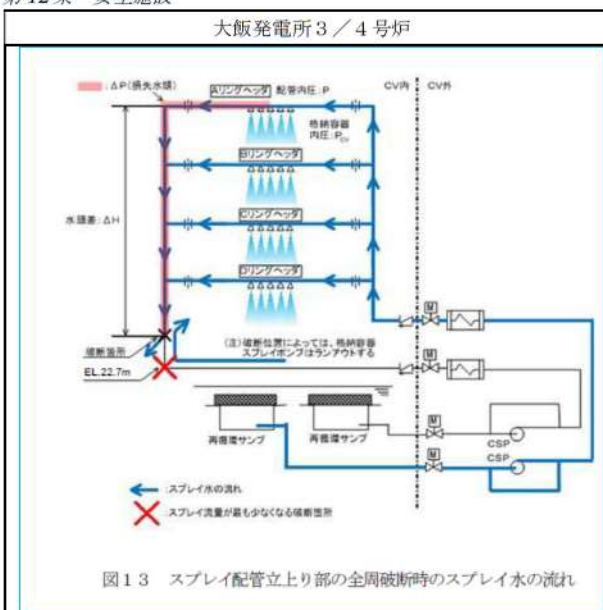 大飯発電所３／４号炉
：ΔP（損失水頭）
Aリングヘッダ
配管内圧：P
CV内
CV外
格納容器
内圧：Pcv
Bリングヘッダ
水頭差：ΔH
Cリングヘッダ
Dリングヘッダ
M
破断箇所
(注)破断位置によっては、格納容器
スプレイポンプはランアウトする
EL.22.7m
M
再循環サンプ
再循環サンプ
M
CSP
CSP
M
：スプレイ水の流れ
：スプレイ流量が最も少なくなる破断箇所
図１３　スプレイ配管立上り部の全周破断時のスプレイ水の流れ